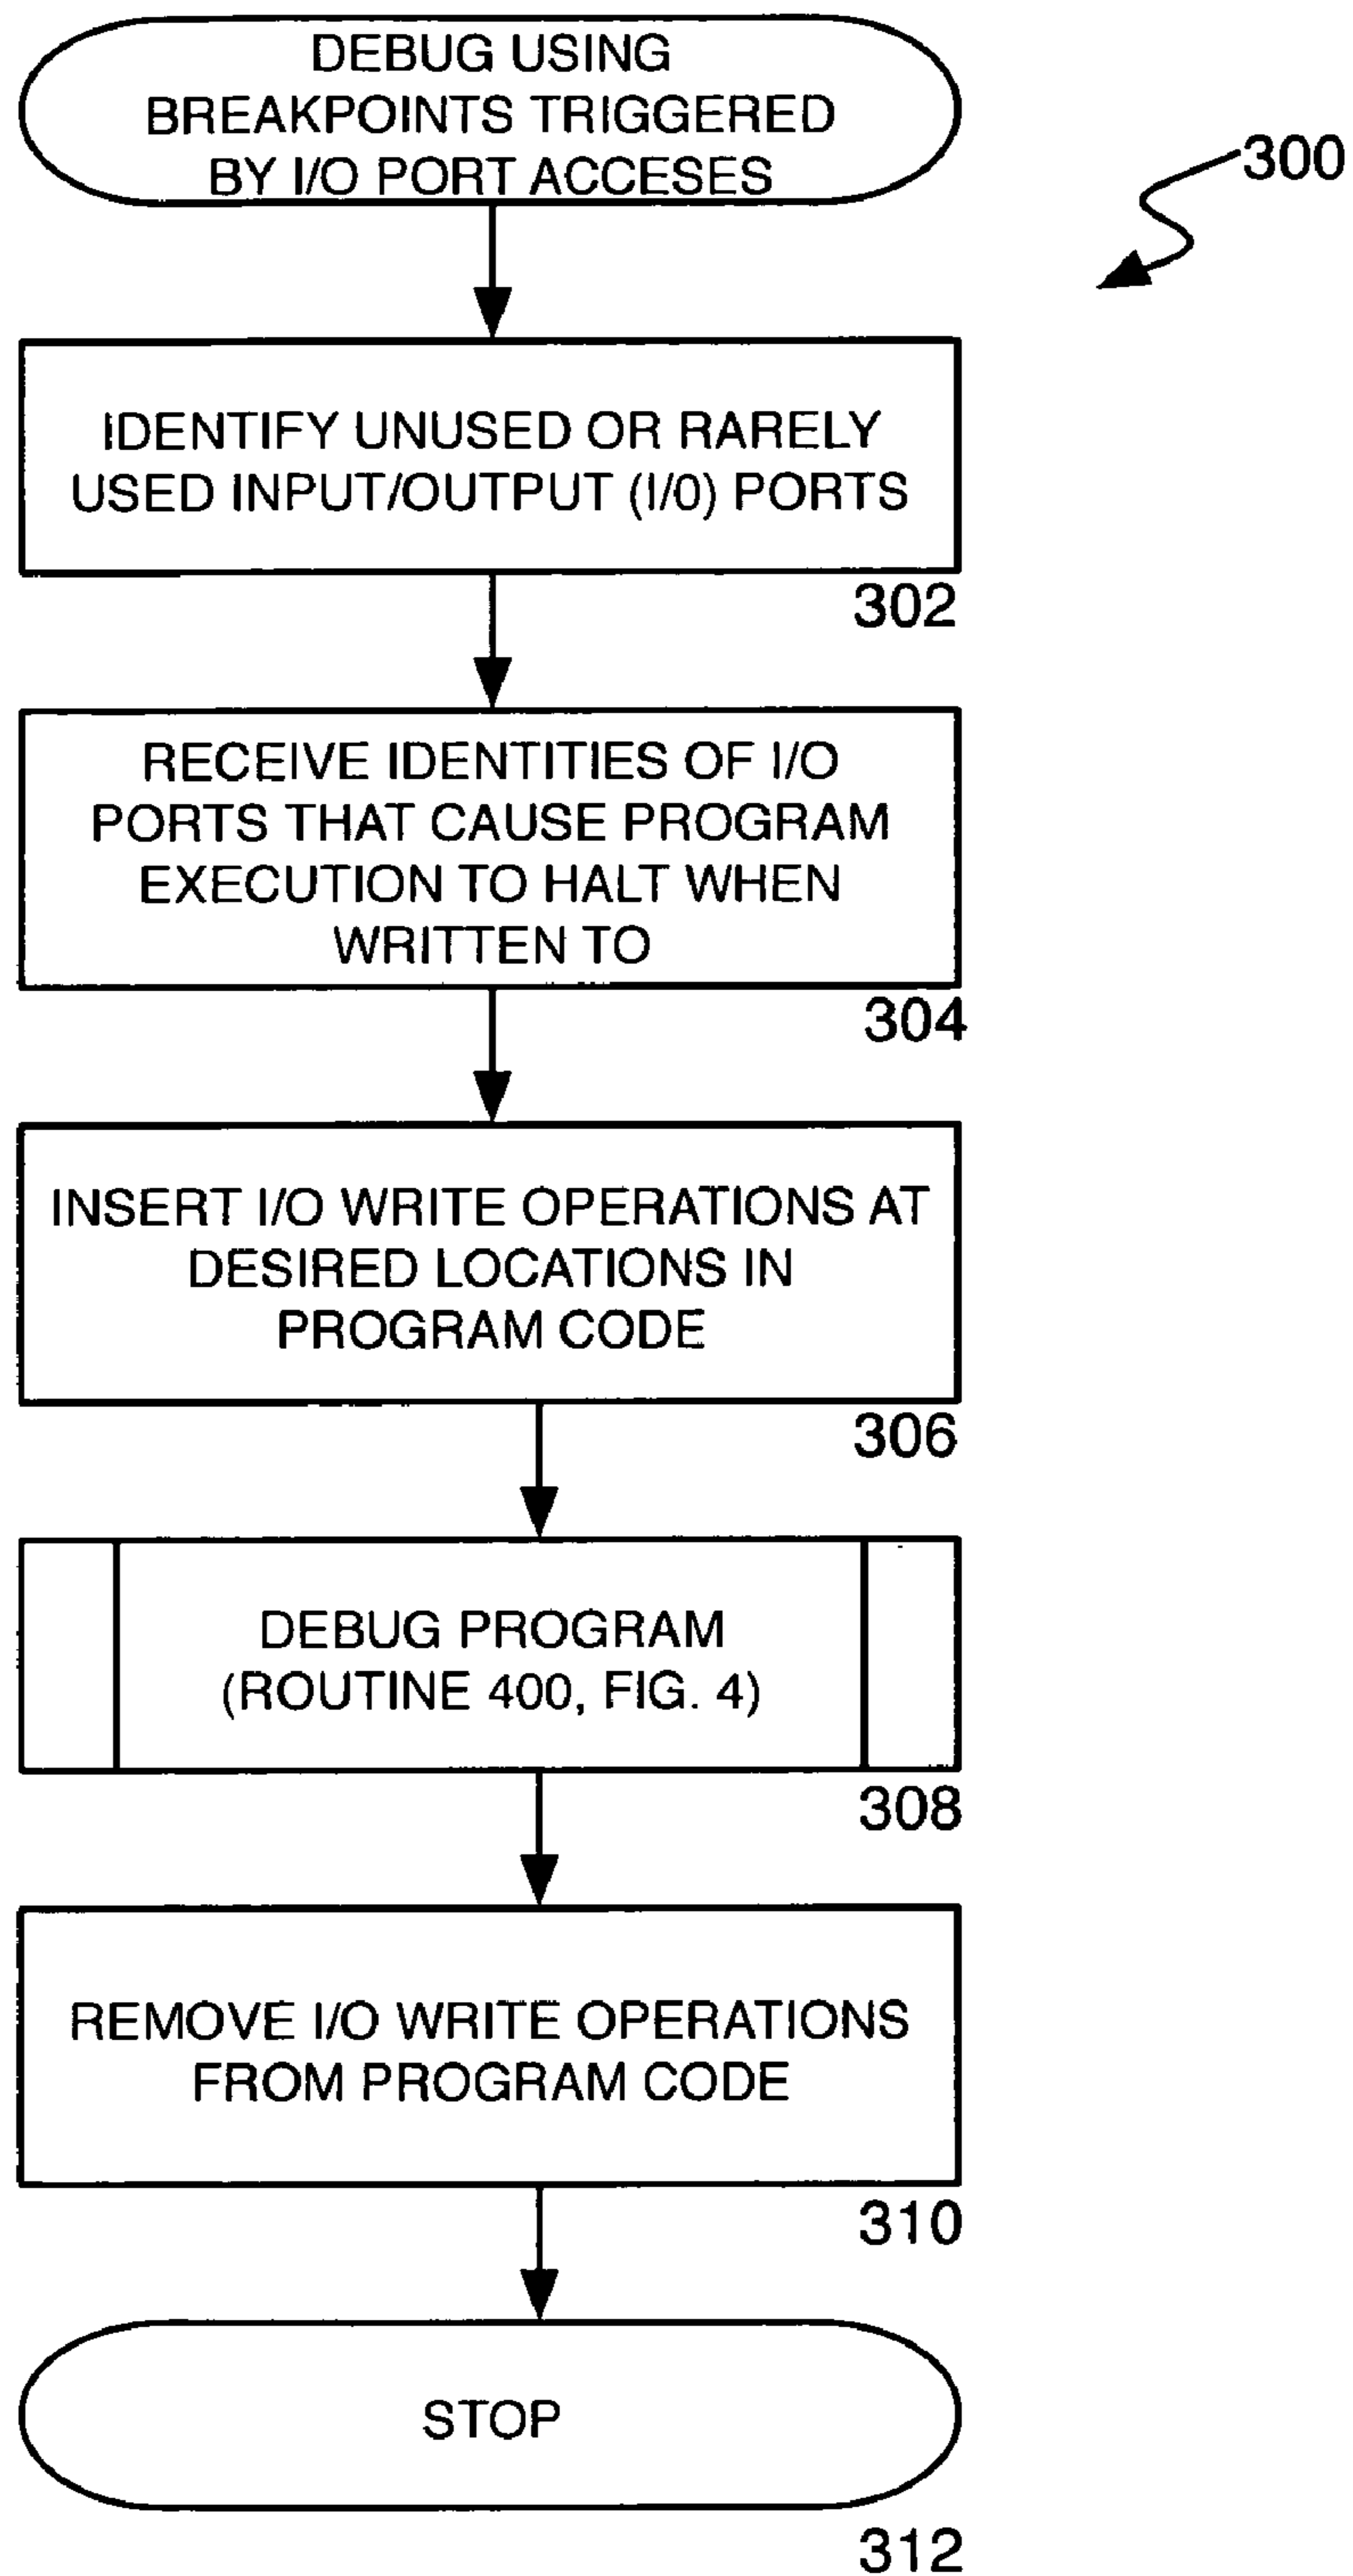 DEBUG USING
BREAKPOINTS TRIGGERED
BY I/O PORT ACCESES
300
IDENTIFY UNUSED OR RARELY
USED INPUT/OUTPUT (I/0) PORTS
302
RECEIVE IDENTITIES OF I/O
PORTS THAT CAUSE PROGRAM
EXECUTION TO HALT WHEN
WRITTEN TO
304
INSERT I/O WRITE OPERATIONS AT
DESIRED LOCATIONS IN
PROGRAM CODE
306
DEBUG PROGRAM
(ROUTINE 400, FIG. 4)
308
REMOVE I/O WRITE OPERATIONS
FROM PROGRAM CODE
310
STOP
312